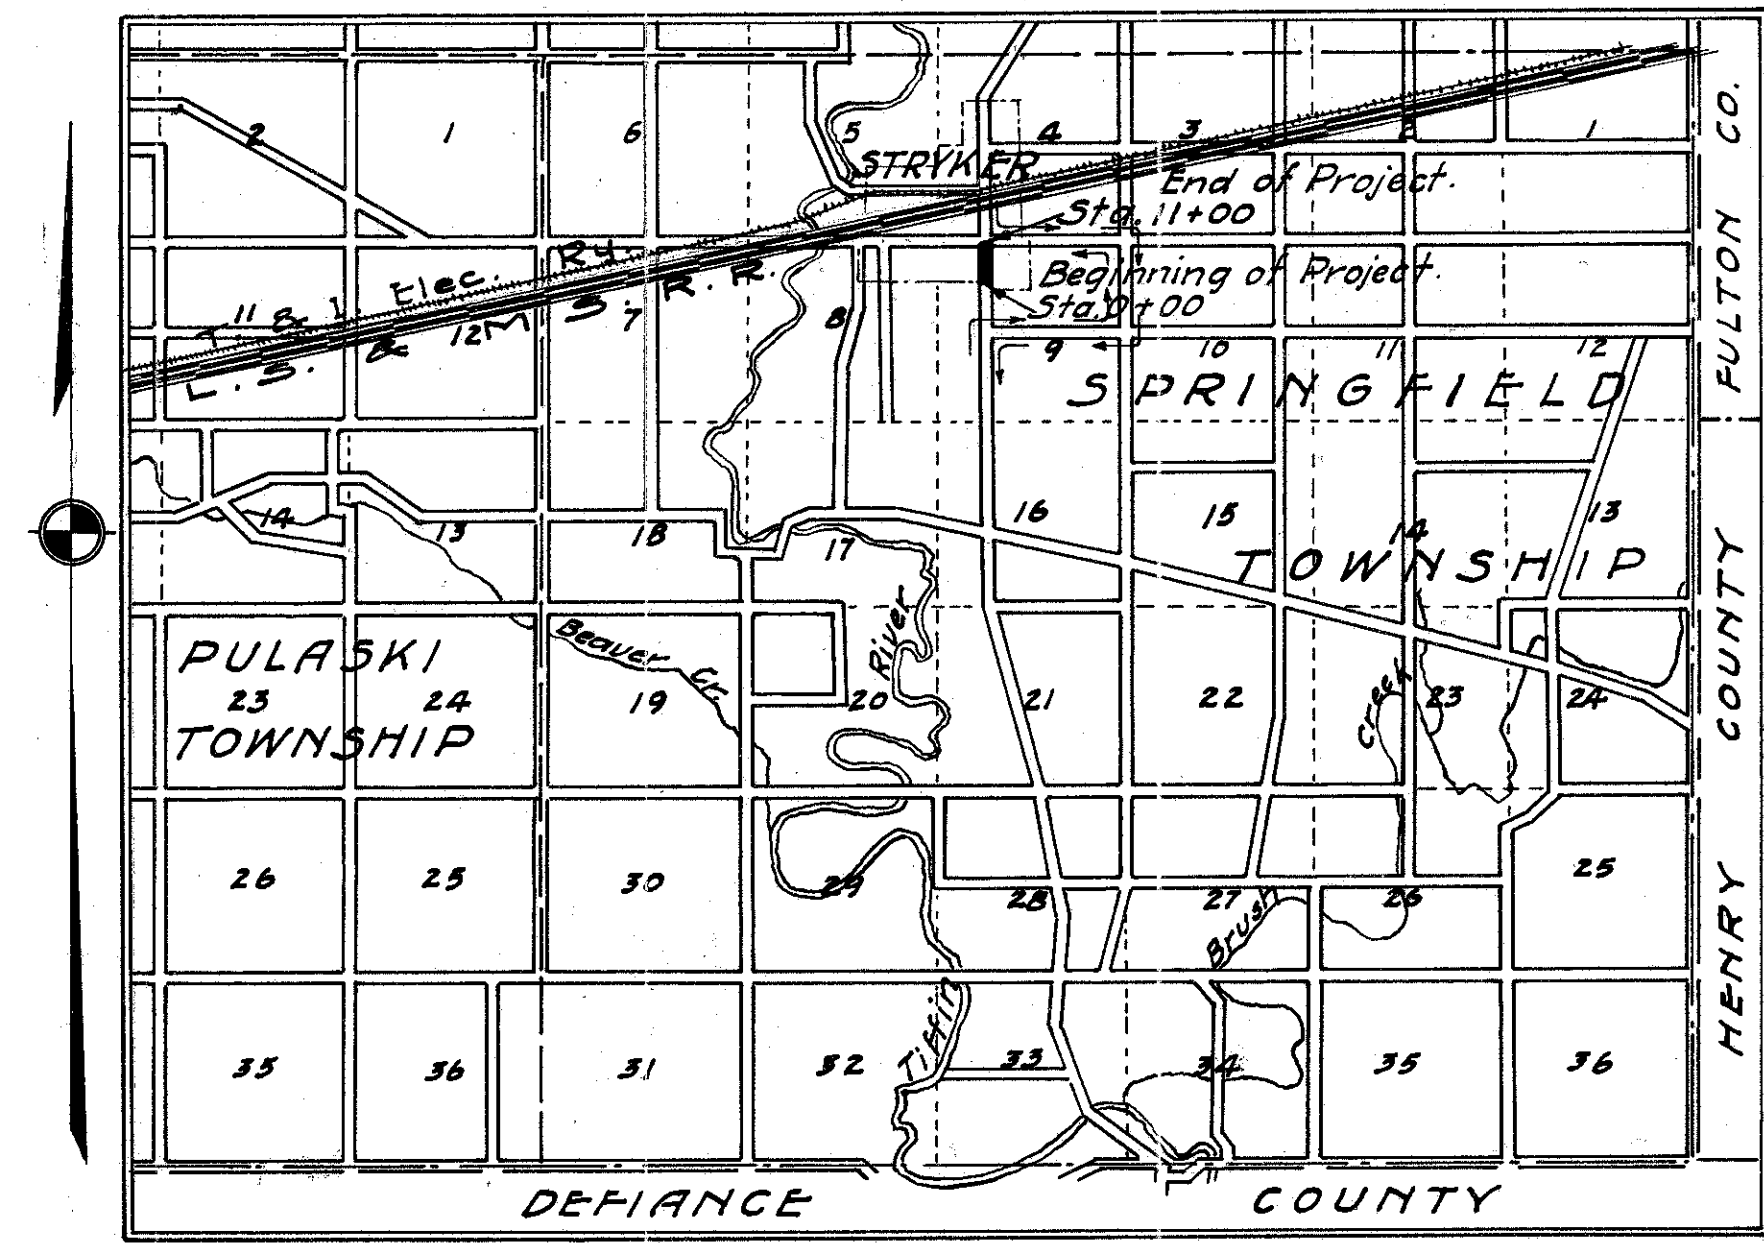 2 1 6 5 4 3 2 1
STRYKER
End of Project.
Sta. 11+00
Beginning of Project.
Sta. 0+00
T. & I. Elec. Ry.
L. S. & M. S. R. R.
11 12 7 8 9 10 11 12
SPRINGFIELD
TOWNSHIP
14 13 18 17 16 15 14 13
PULASKI
TOWNSHIP
Beaver Cr.
23 24 19 20 21 22 23 24
Tiffin River
Brush Creek
26 25 30 29 28 27 26 25
35 36 31 32 33 34 35 36
FULTON CO.
HENRY COUNTY
DEFIANCE COUNTY